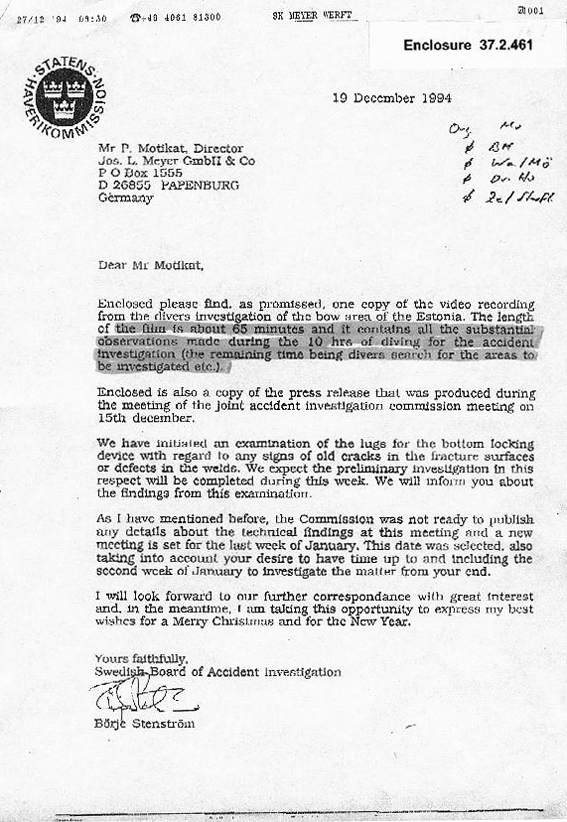 27/12 '94 09:30 ☎+49 4961 81300 SK MEYER WERFT 001
Enclosure 37.2.461
STATENS HAVERIKOMMISSION
19 December 1994
Mr P. Motikat, Director
Jos. L. Meyer GmbH & Co
P O Box 1555
D 26855 PAPENBURG
Germany
Dear Mr Motikat,
Enclosed please find, as promised, one copy of the video recording
from the divers investigation of the bow area of the Estonia. The length
of the film is about 65 minutes and it contains all the substantial
observations made during the 10 hrs of diving for the accident
investigation (the remaining time being divers search for the areas to
be investigated etc.).
Enclosed is also a copy of the press release that was produced during
the meeting of the joint accident investigation commission meeting on
15th december.
We have initiated an examination of the lugs for the bottom locking
device with regard to any signs of old cracks in the fracture surfaces
or defects in the welds. We expect the preliminary investigation in this
respect will be completed during this week. We will inform you about
the findings from this examination.
As I have mentioned before, the Commission was not ready to publish
any details about the technical findings at this meeting and a new
meeting is set for the last week of January. This date was selected, also
taking into account your desire to have time up to and including the
second week of January to investigate the matter from your end.
I will look forward to our further correspondence with great interest
and, in the meantime, I am taking this opportunity to express my best
wishes for a Merry Christmas and for the New Year.
Yours faithfully,
Swedish Board of Accident Investigation
Börje Stenström